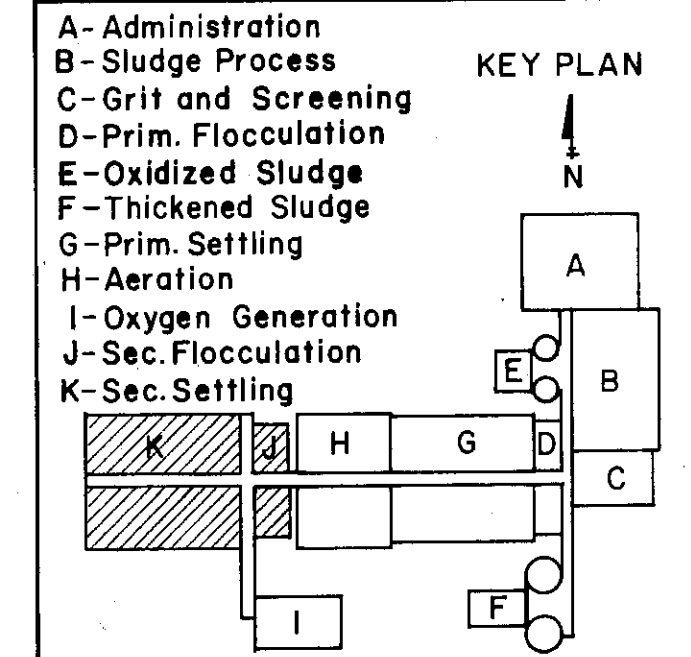 A-Administration
B-Sludge Process
KEY PLAN
C-Grit and Screening
D-Prim. Flocculation
E-Oxidized Sludge
N
F-Thickened Sludge
G-Prim. Settling
A
H-Aeration
I-Oxygen Generation
J-Sec. Flocculation
K-Sec. Settling
E
B
K
J
H
G
D
C
I
F